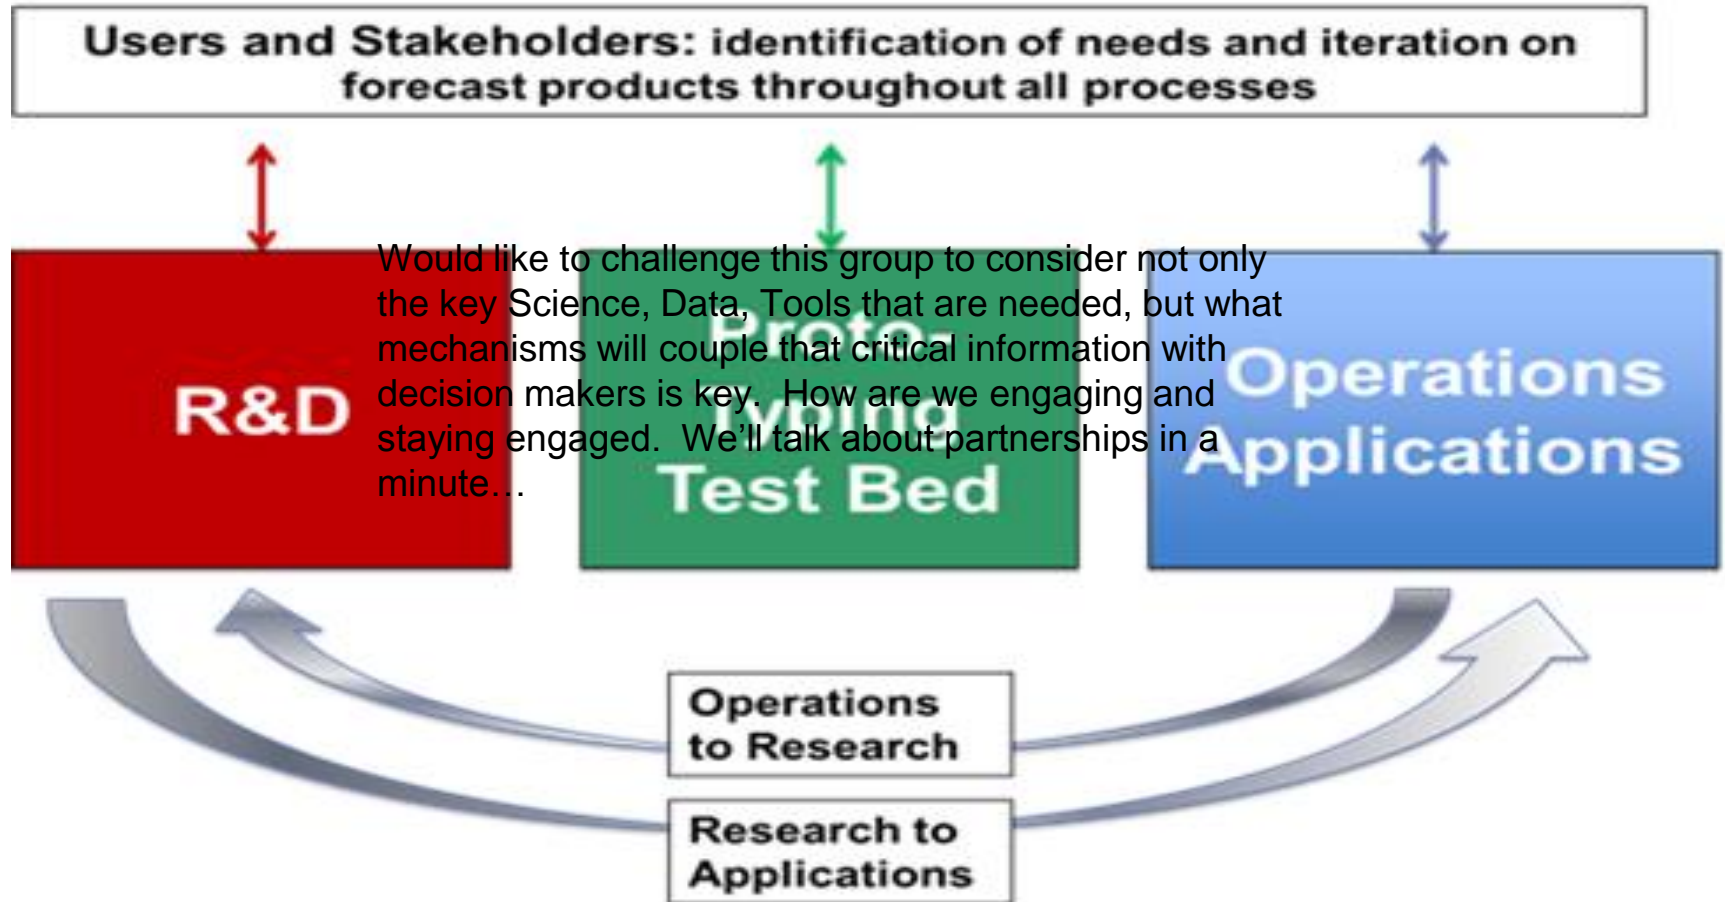 Users and Stakeholders: identification of needs and iteration on
forecast products throughout all processes
R&D
Proto-
Typing
Test Bed
Operations
Applications
Would like to challenge this group to consider not only
the key Science, Data, Tools that are needed, but what
mechanisms will couple that critical information with
decision makers is key.  How are we engaging and
staying engaged.  We’ll talk about partnerships in a
minute…
Operations
to Research
Research to
Applications